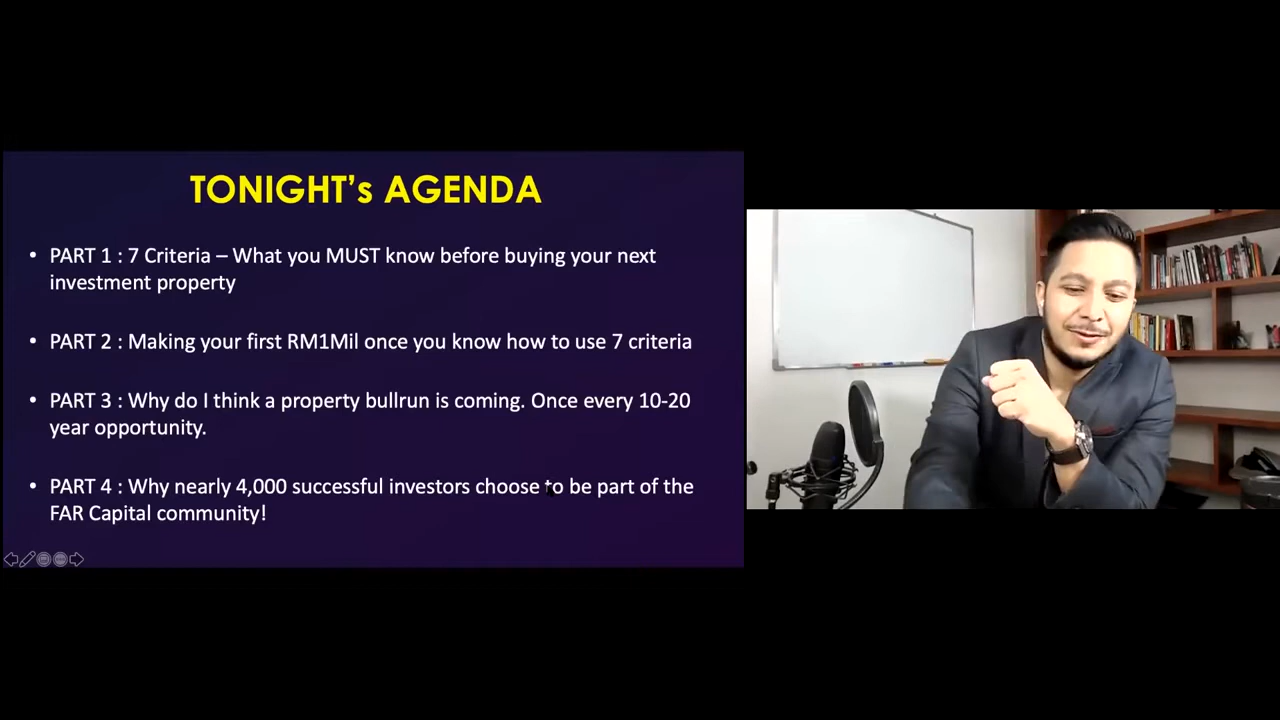 TONIGHT’s AGENDA
• PART 1 : 7 Criteria – What you MUST know before buying your next
investment property
• PART 2 : Making your first RM1Mil once you know how to use 7 criteria
• PART 3 : Why do I think a property bullrun is coming. Once every 10-20
year opportunity.
• PART 4 : Why nearly 4,000 successful investors choose to be part of the
FAR Capital community!